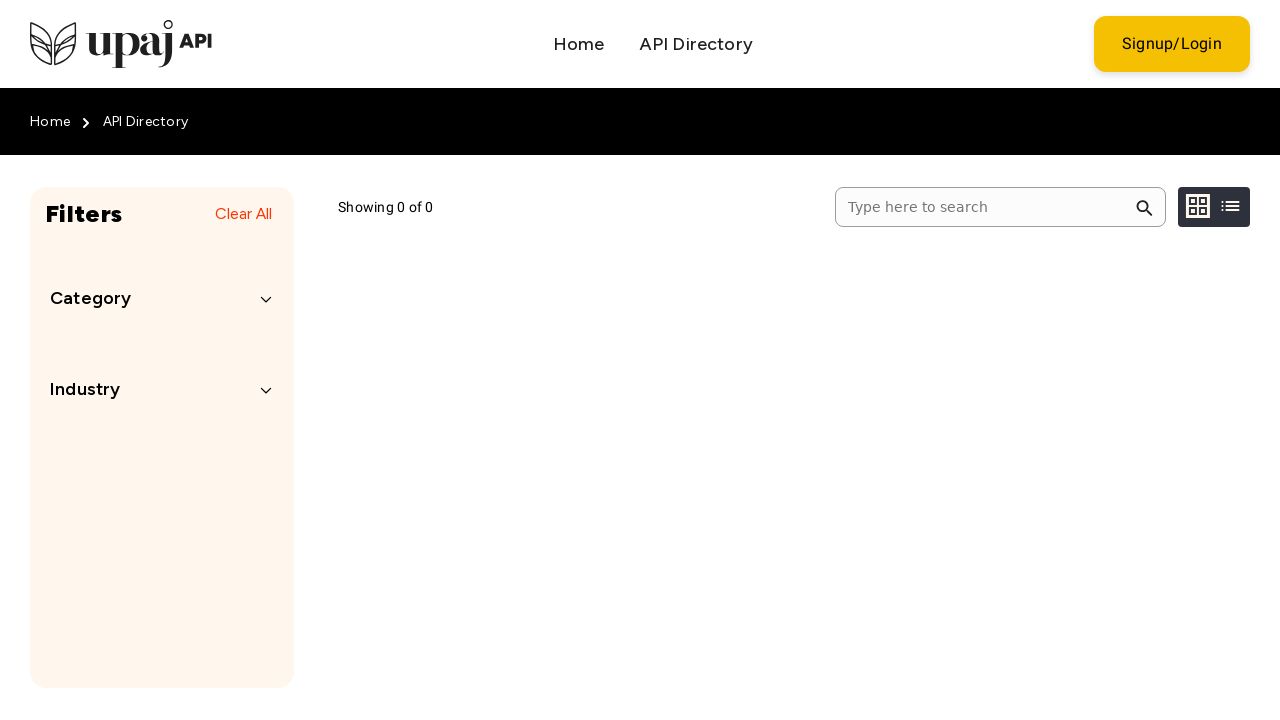 upaj API
Home
API Directory
Signup/Login
Home
API Directory
Filters
Clear All
Category
Industry
Showing 0 of 0
Type here to search